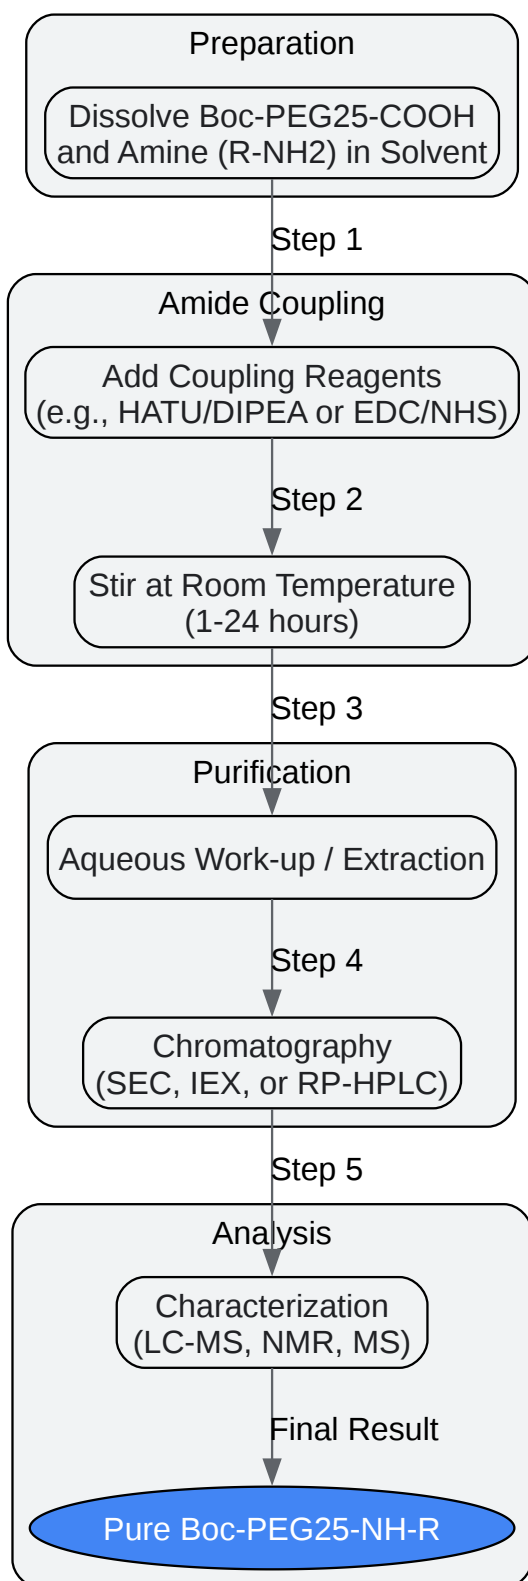 Preparation
Dissolve Boc-PEG25-COOH
and Amine (R-NH2) in Solvent
Step 1
Amide Coupling
Add Coupling Reagents
(e.g., HATU/DIPEA or EDC/NHS)
Step 2
Stir at Room Temperature
(1-24 hours)
Step 3
Purification
Aqueous Work-up / Extraction
Step 4
Chromatography
(SEC, IEX, or RP-HPLC)
Step 5
Analysis
Characterization
(LC-MS, NMR, MS)
Final Result
Pure Boc-PEG25-NH-R